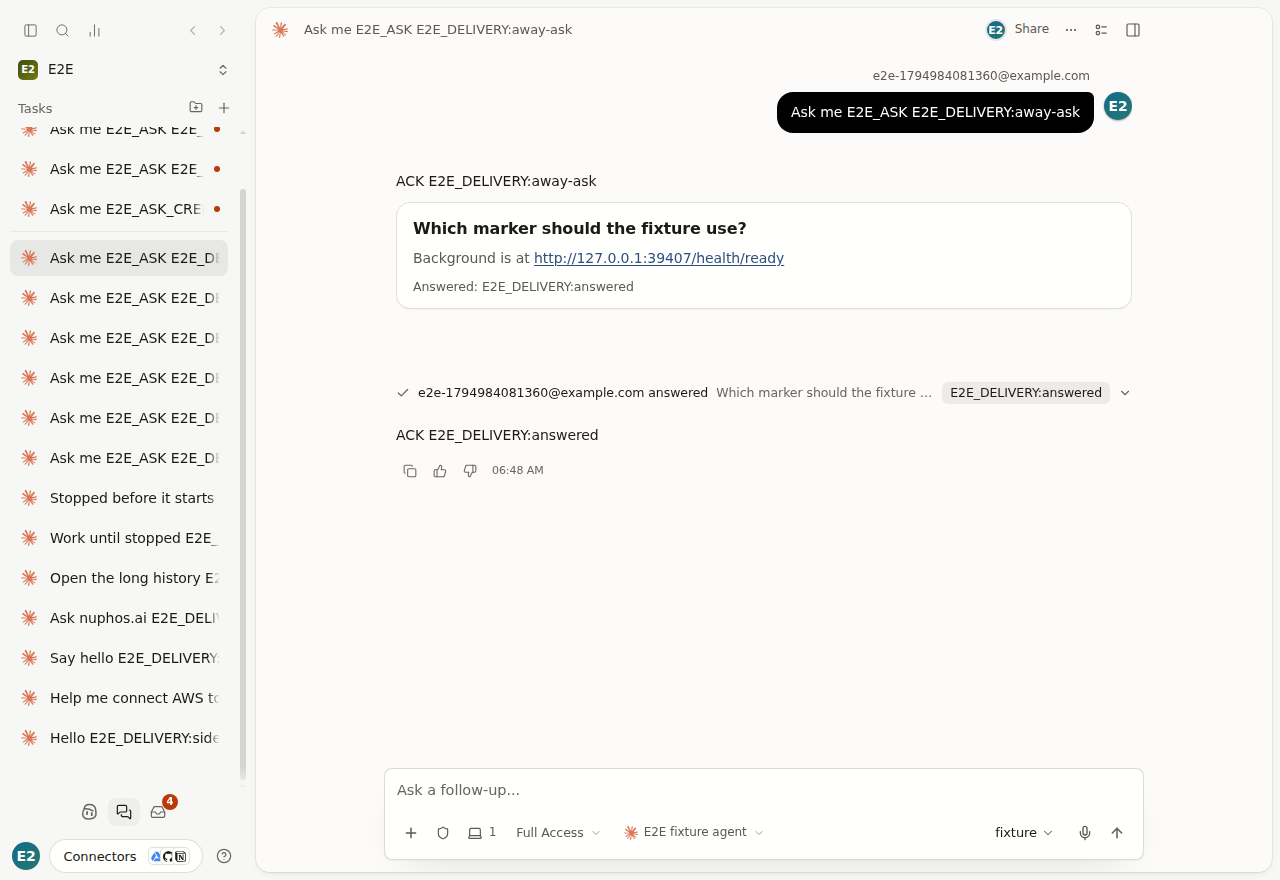 Ask me E2E_ASK E2E_DELIVERY:away-ask
E2 Share
E2 E2E
e2e-1794984081360@example.com
Tasks
Ask me E2E_ASK E2E_DELIVERY:away-ask E2
Ask me E2E_ASK E2E_
Ask me E2E_ASK E2E_
Ask me E2E_ASK_CRE
Ask me E2E_ASK E2E_DE
Ask me E2E_ASK E2E_DE
Ask me E2E_ASK E2E_DE
Ask me E2E_ASK E2E_DE
Ask me E2E_ASK E2E_DE
Ask me E2E_ASK E2E_DE
Stopped before it starts
Work until stopped E2E_
Open the long history E2
Ask nuphos.ai E2E_DELIV
Say hello E2E_DELIVERY:
Help me connect AWS to
Hello E2E_DELIVERY:side
4
E2 Connectors
ACK E2E_DELIVERY:away-ask
Which marker should the fixture use?
Background is at http://127.0.0.1:39407/health/ready
Answered: E2E_DELIVERY:answered
e2e-1794984081360@example.com answered Which marker should the fixture ... E2E_DELIVERY:answered
ACK E2E_DELIVERY:answered
06:48 AM
Ask a follow-up...
1 Full Access E2E fixture agent fixture